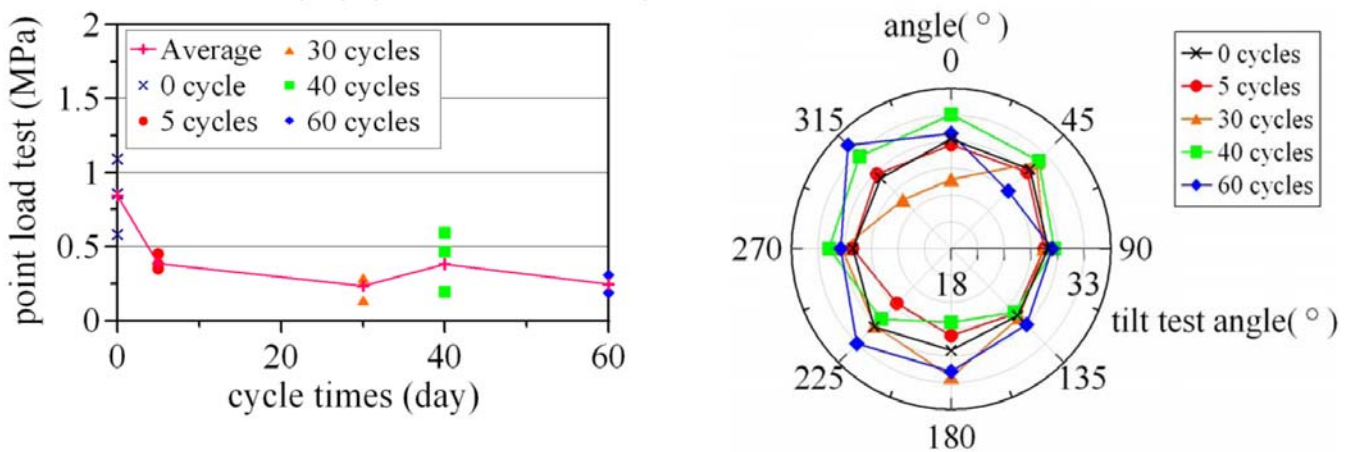 2
1.5
1
0.5
0
0
20
40
60
point load test (MPa)
cycle times (day)
Average
0 cycle
5 cycles
30 cycles
40 cycles
60 cycles
angle(°)
0
45
90
135
180
225
270
315
18
33
tilt test angle(°)
0 cycles
5 cycles
30 cycles
40 cycles
60 cycles